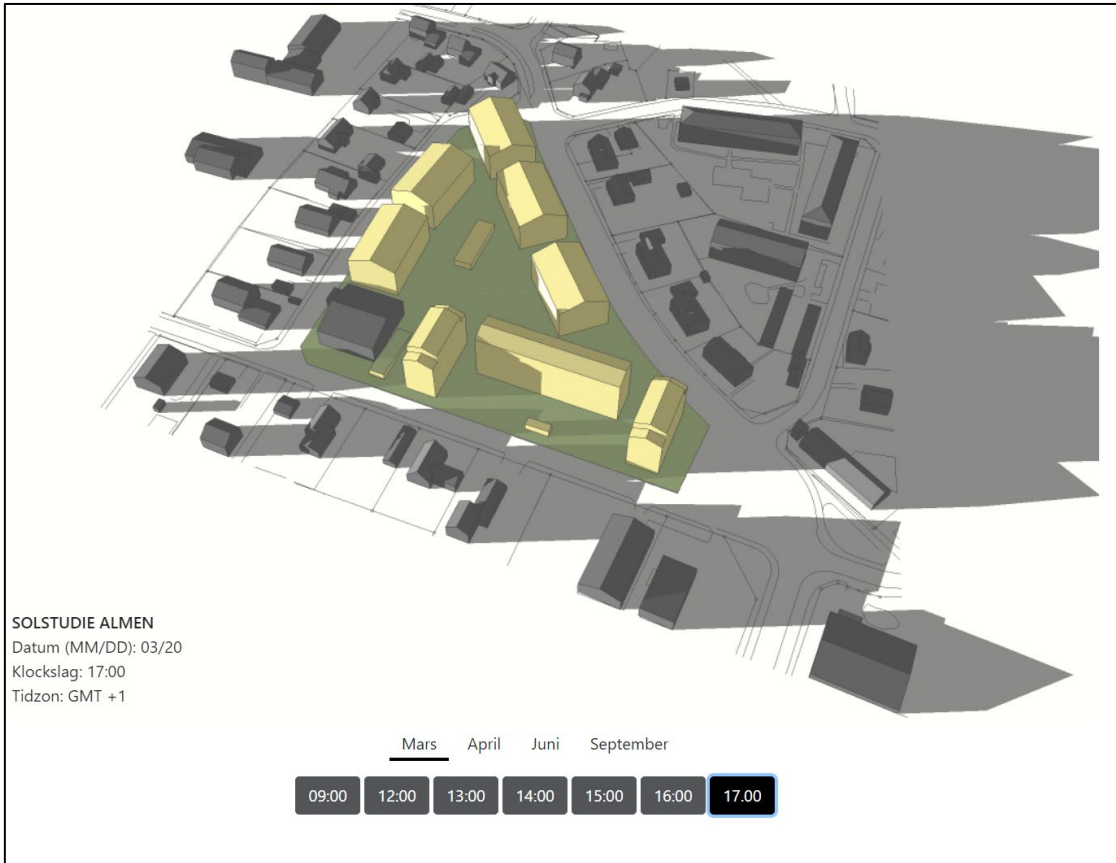 SOLSTUDIE ALMEN
Datum (MM/DD): 03/20
Klockslag: 17:00
Tidzon: GMT +1
Mars April Juni September
09:00 12:00 13:00 14:00 15:00 16:00 17.00